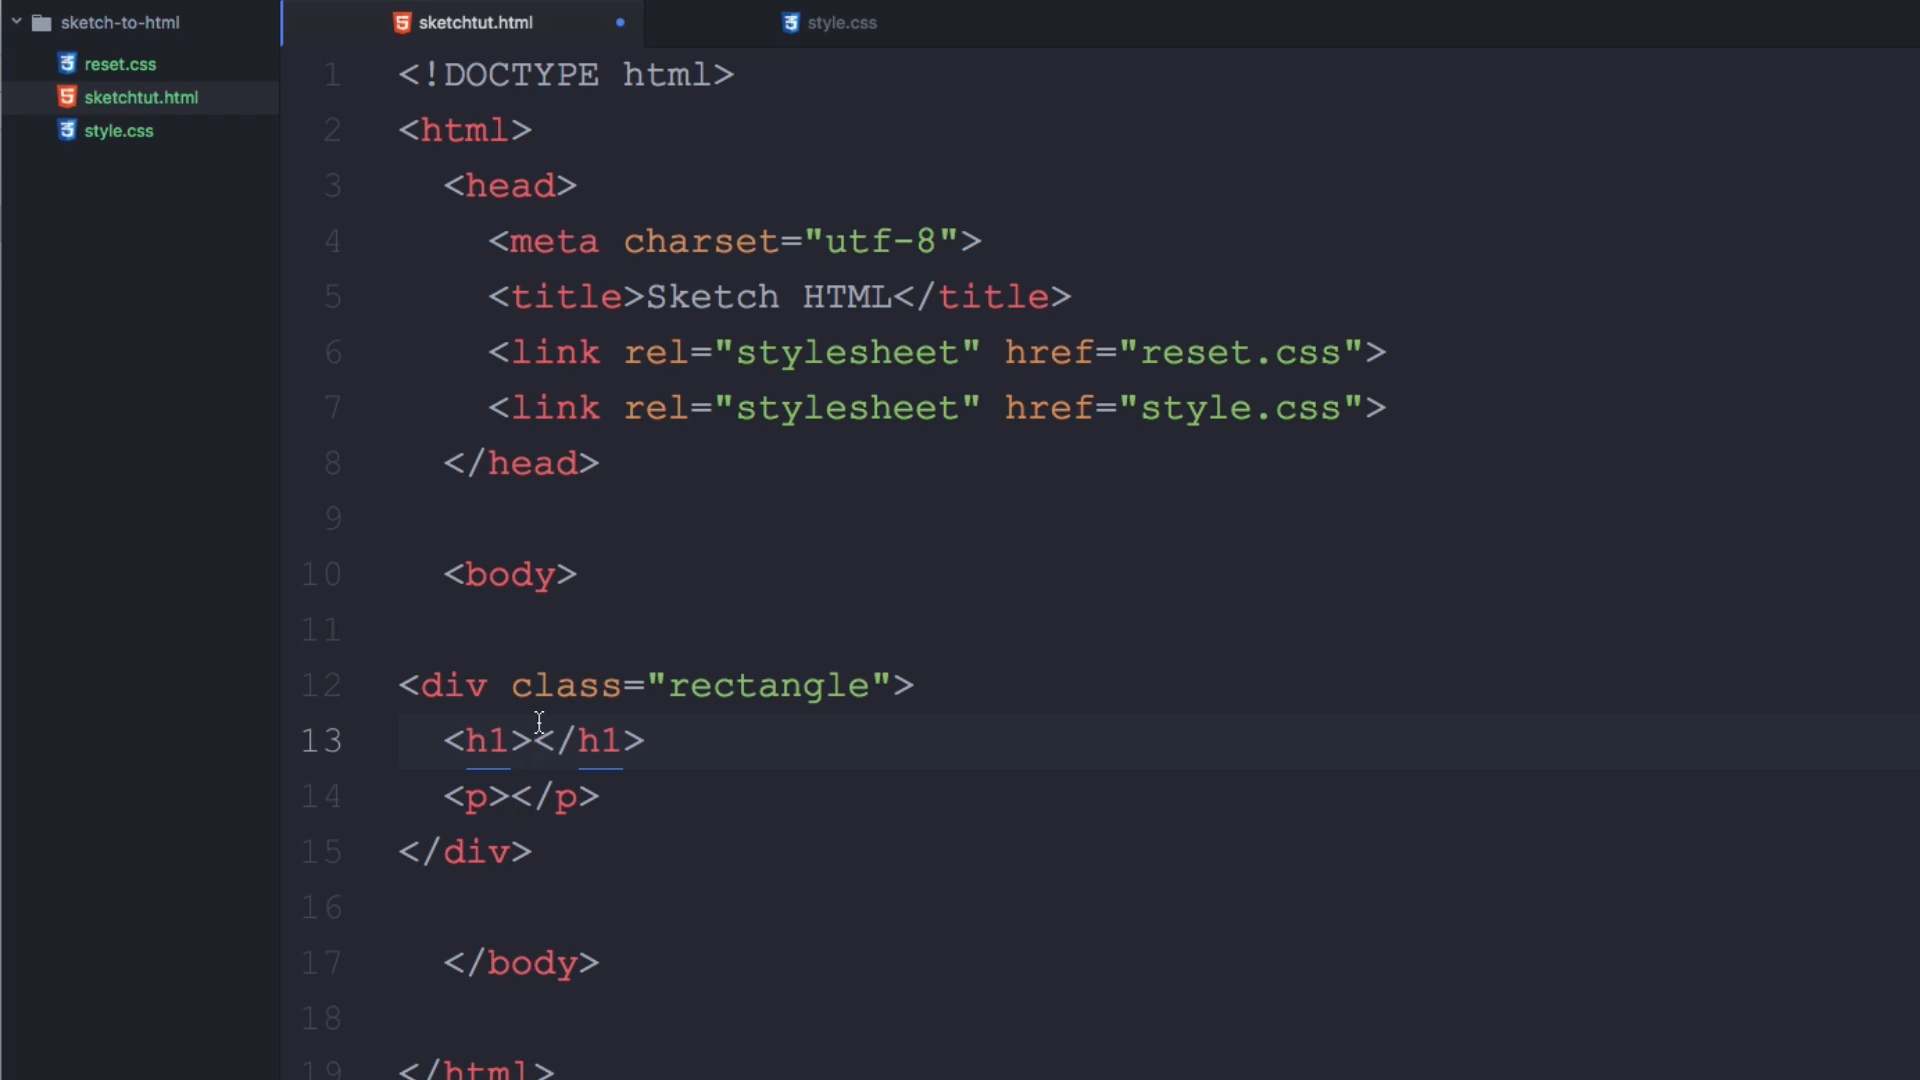 sketch-to-html
reset.css
sketchtut.html
style.css
sketchtut.html
style.css
1 <!DOCTYPE html>
2 <html>
3 <head>
4 <meta charset="utf-8">
5 <title>Sketch HTML</title>
6 <link rel="stylesheet" href="reset.css">
7 <link rel="stylesheet" href="style.css">
8 </head>
9
10 <body>
11
12 <div class="rectangle">
13 <h1></h1>
14 <p></p>
15 </div>
16
17 </body>
18
19 </html>